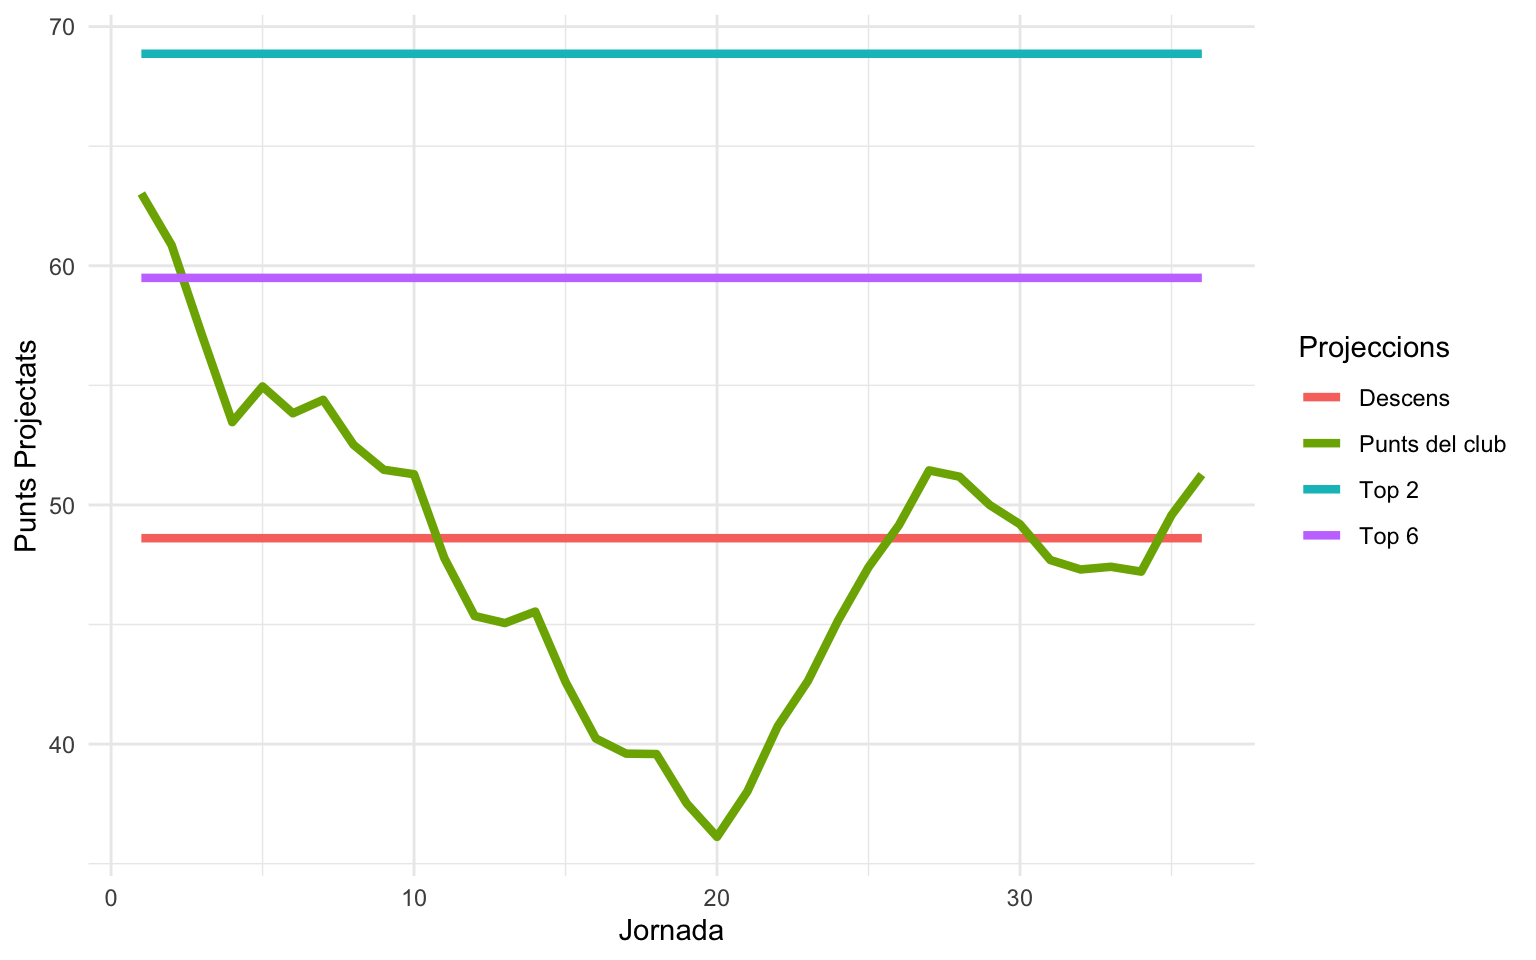 70
60
50
40
Punts Projectats
0
10
20
30
Jornada
Projeccions
Descens
Punts del club
Top 2
Top 6